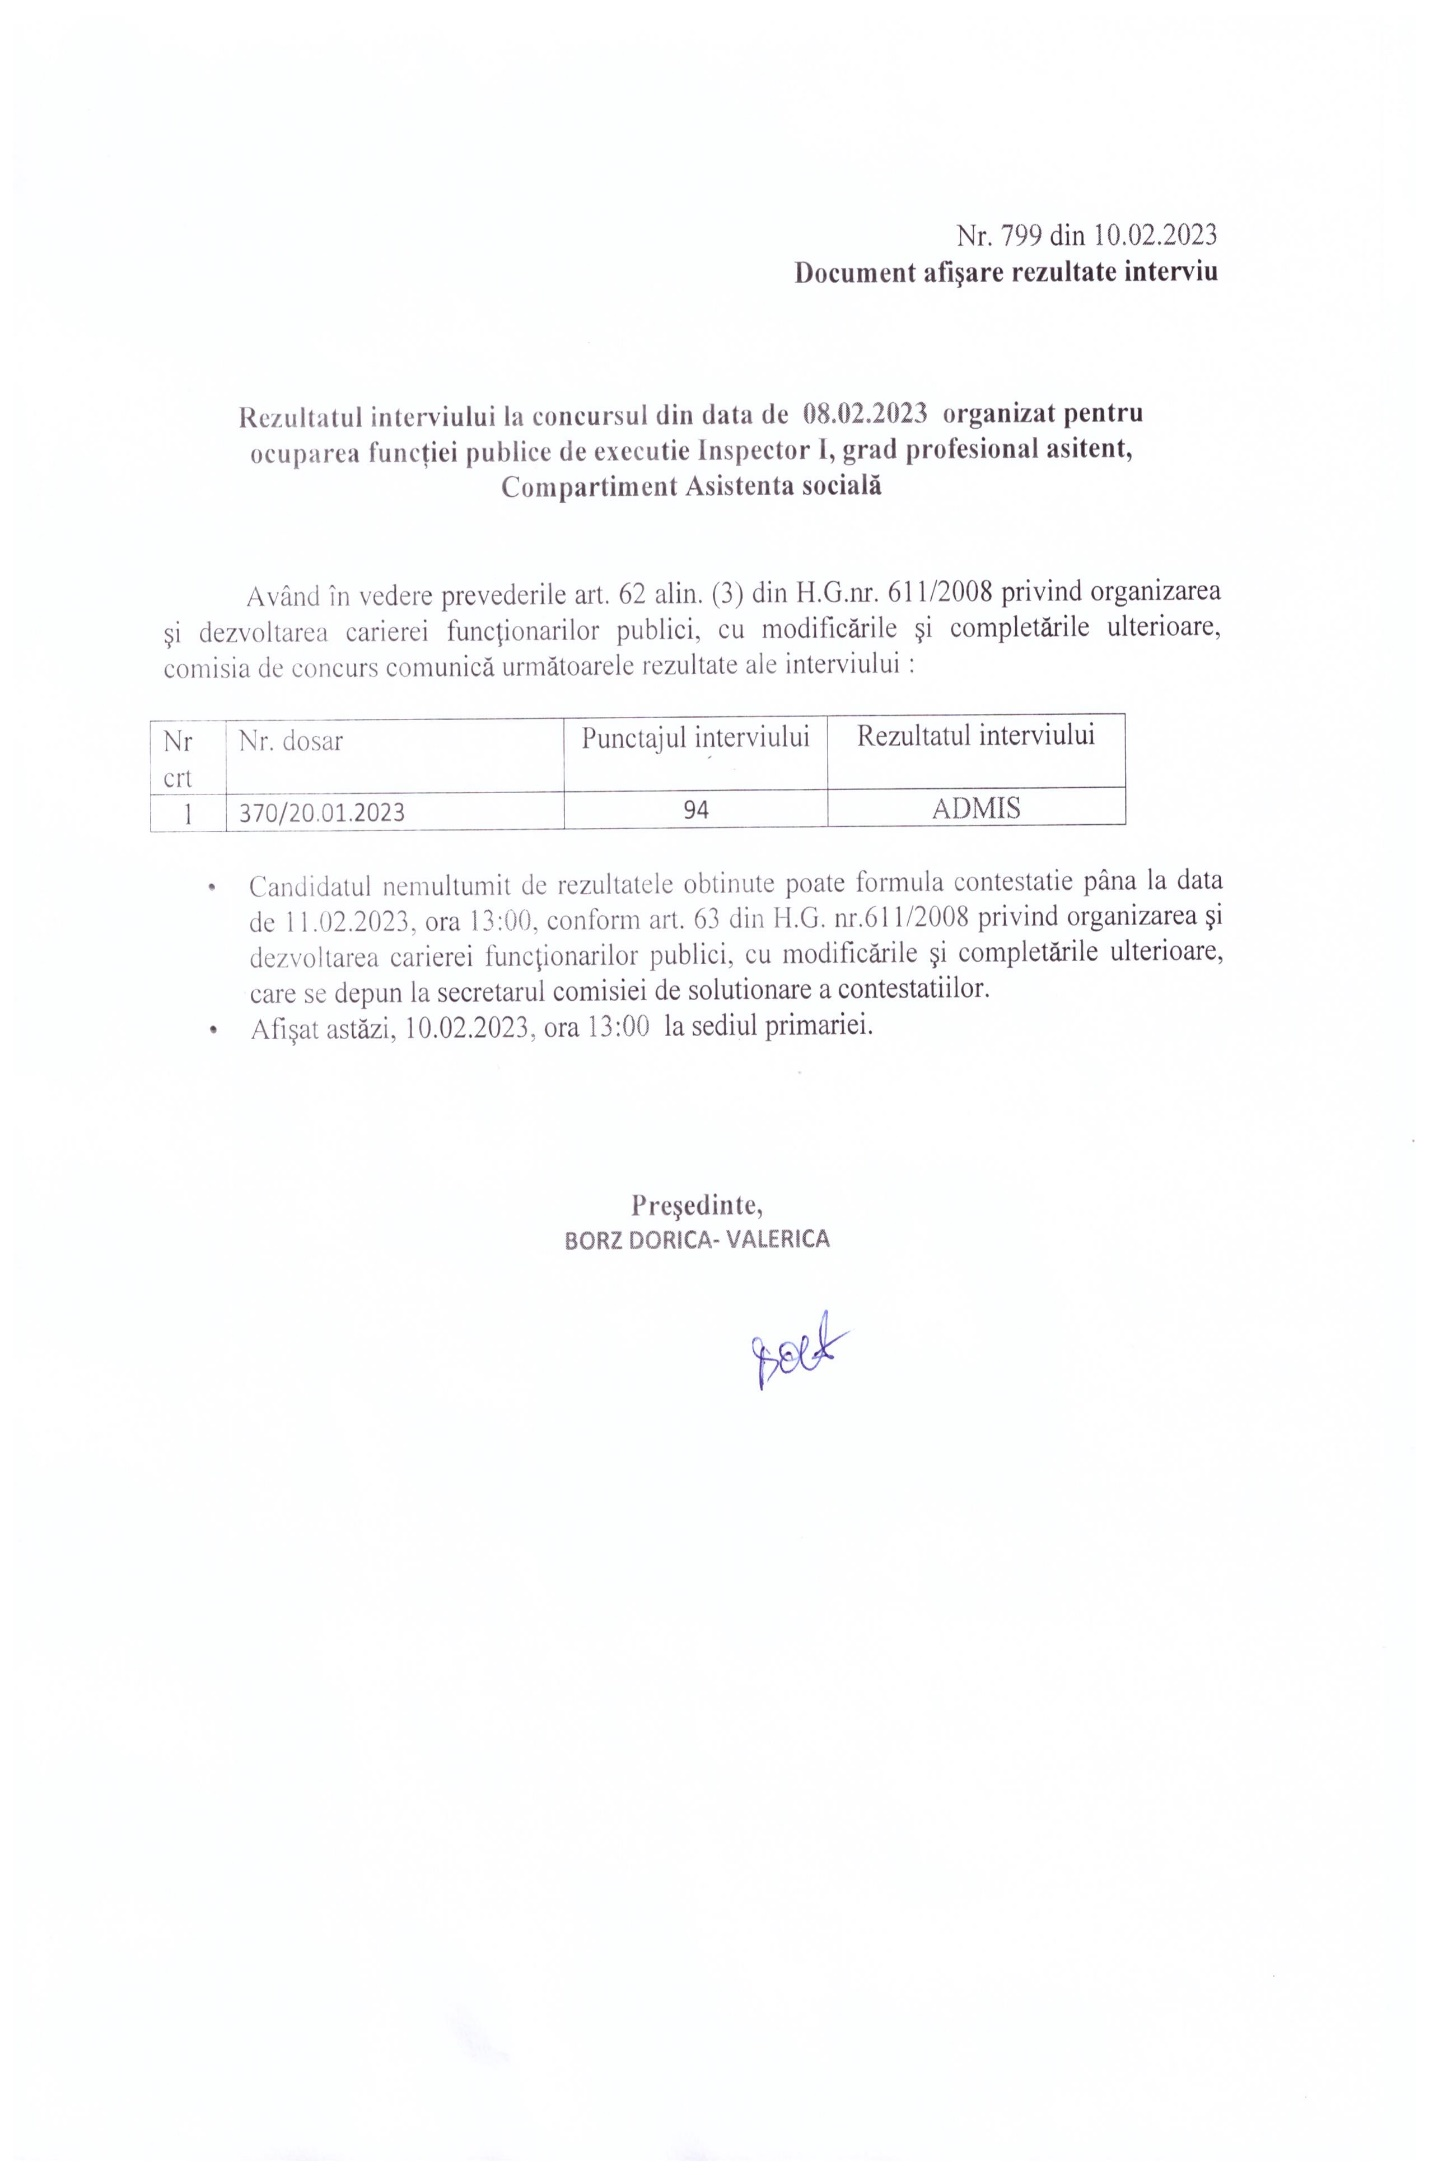 Nr. 799 din 10.02.2023
Document afişare rezultate interviu
Rezultatul interviului la concursul din data de 08.02.2023 organizat pentru
ocuparea funcției publice de executie Inspector I, grad profesional asitent,
Compartiment Asistenta socială
Având în vedere prevederile art. 62 alin. (3) din H.G.nr. 611/2008 privind organizarea
şi dezvoltarea carierei funcţionarilor publici, cu modificările şi completările ulterioare,
comisia de concurs comunică următoarele rezultate ale interviului :
Nr crt Nr. dosar Punctajul interviului Rezultatul interviului
1 370/20.01.2023 94 ADMIS
• Candidatul nemultumit de rezultatele obtinute poate formula contestatie pâna la data
de 11.02.2023, ora 13:00, conform art. 63 din H.G. nr.611/2008 privind organizarea şi
dezvoltarea carierei funcţionarilor publici, cu modificările şi completările ulterioare,
care se depun la secretarul comisiei de solutionare a contestatiilor.
• Afişat astăzi, 10.02.2023, ora 13:00 la sediul primariei.
Preşedinte,
BORZ DORICA- VALERICA